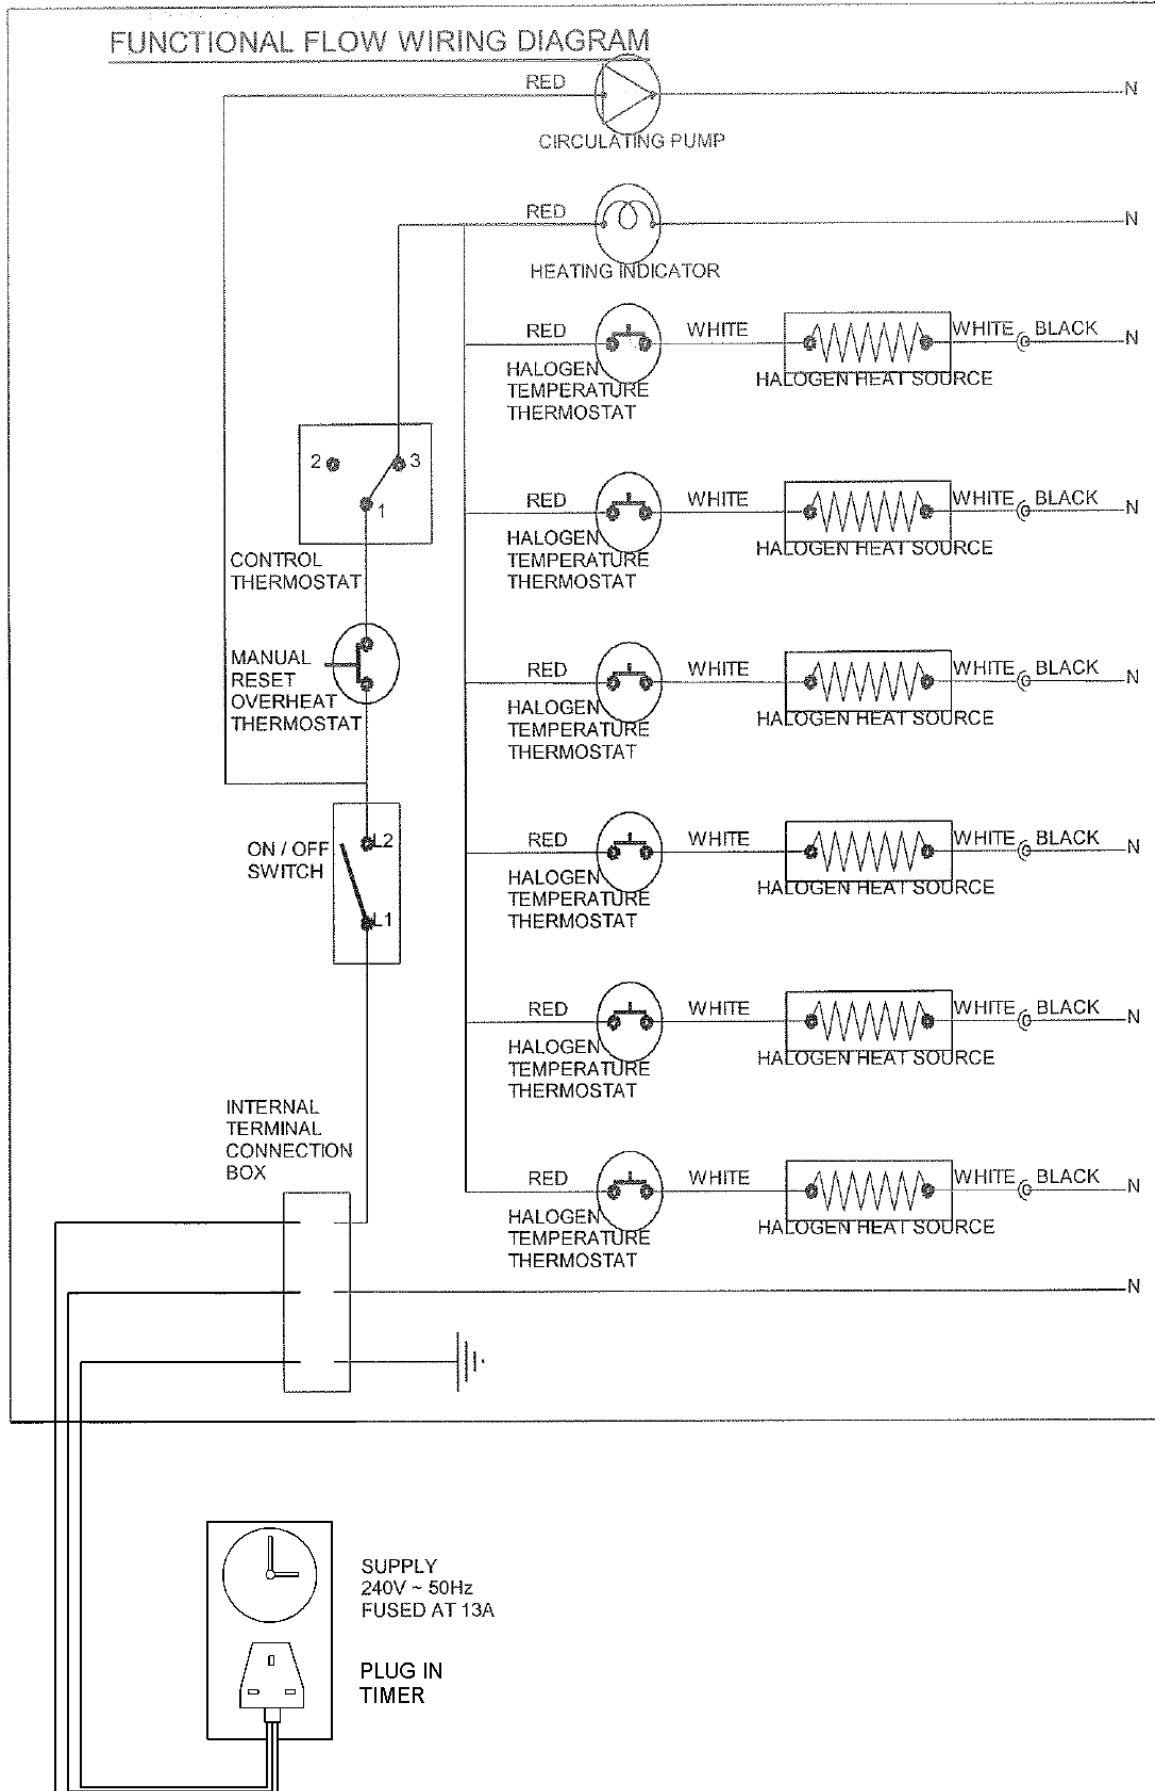 FUNCTIONAL FLOW WIRING DIAGRAM
RED
N
CIRCULATING PUMP
RED
N
HEATING INDICATOR
RED
WHITE
WHITE
BLACK
N
HALOGEN
TEMPERATURE
THERMOSTAT
HALOGEN HEAT SOURCE
2
3
1
CONTROL
THERMOSTAT
RED
WHITE
WHITE
BLACK
N
HALOGEN
TEMPERATURE
THERMOSTAT
HALOGEN HEAT SOURCE
MANUAL
RESET
OVERHEAT
THERMOSTAT
RED
WHITE
WHITE
BLACK
N
HALOGEN
TEMPERATURE
THERMOSTAT
HALOGEN HEAT SOURCE
ON / OFF
SWITCH
L2
L1
RED
WHITE
WHITE
BLACK
N
HALOGEN
TEMPERATURE
THERMOSTAT
HALOGEN HEAT SOURCE
RED
WHITE
WHITE
BLACK
N
HALOGEN
TEMPERATURE
THERMOSTAT
HALOGEN HEAT SOURCE
INTERNAL
TERMINAL
CONNECTION
BOX
RED
WHITE
WHITE
BLACK
N
HALOGEN
TEMPERATURE
THERMOSTAT
HALOGEN HEAT SOURCE
N
SUPPLY
240V ~ 50Hz
FUSED AT 13A
PLUG IN
TIMER